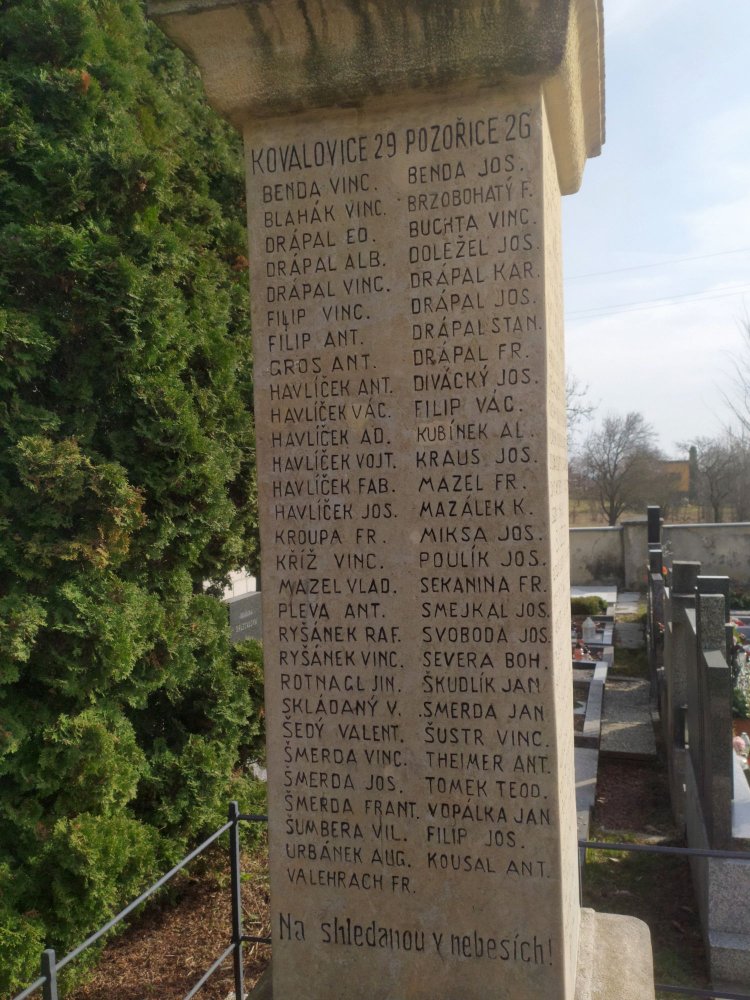 KOVALOVICE 29
BENDA VINC.
BLAHÁK VINC.
DRÁPAL ED.
DRÁPAL ALB.
DRÁPAL VINC.
FILIP VINC.
FILIP ANT.
GROS ANT.
HAVLÍČEK ANT.
HAVLÍČEK VÁC.
HAVLÍČEK AD.
HAVLÍČEK VOJT.
HAVLÍČEK FAB.
HAVLÍČEK JOS.
KROUPA FR.
KŘÍŽ VINC.
MAZEL VLAD.
PLEVA ANT.
RYŠÁNEK RAF.
RYŠÁNEK VINC.
ROTNAGL JIN.
SKLÁDANÝ V.
ŠEDÝ VALENT.
ŠMERDA VINC.
ŠMERDA JOS.
ŠMERDA FRANT.
ŠUMBERA VIL.
URBÁNEK AUG.
VALEHRACH FR.
POZOŘICE 26
BENDA JOS.
BRZOBOHATÝ F.
BUCHTA VINC.
DOLEŽEL JOS.
DRÁPAL KAR.
DRÁPAL JOS.
DRÁPAL STAN.
DRÁPAL FR.
DIVÁCKÝ JOS.
FILIP VÁC.
KUBÍNEK AL.
KRAUS JOS.
MAZEL FR.
MAZÁLEK K.
MIKSA JOS.
POULÍK JOS.
SEKANINA FR.
SMEJKAL JOS.
SVOBODA JOS.
SEVERA BOH.
ŠKUDLÍK JAN
ŠMERDA JAN
ŠUSTR VINC.
THEIMER ANT.
TOMEK TEOD.
VOPÁLKA JAN
FILIP JOS.
KOUSAL ANT.
Na shledanou v nebesích!